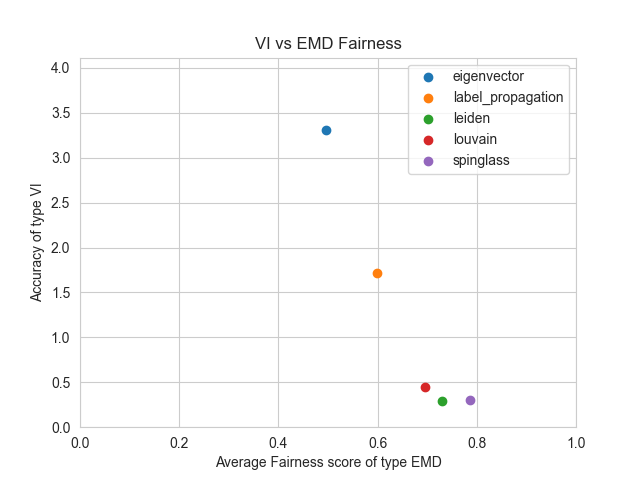 VI vs EMD Fairness
4.0
3.5
3.0
2.5
2.0
1.5
1.0
0.5
0.0
Accuracy of type VI
eigenvector
label_propagation
leiden
louvain
spinglass
0.0 0.2 0.4 0.6 0.8 1.0
Average Fairness score of type EMD